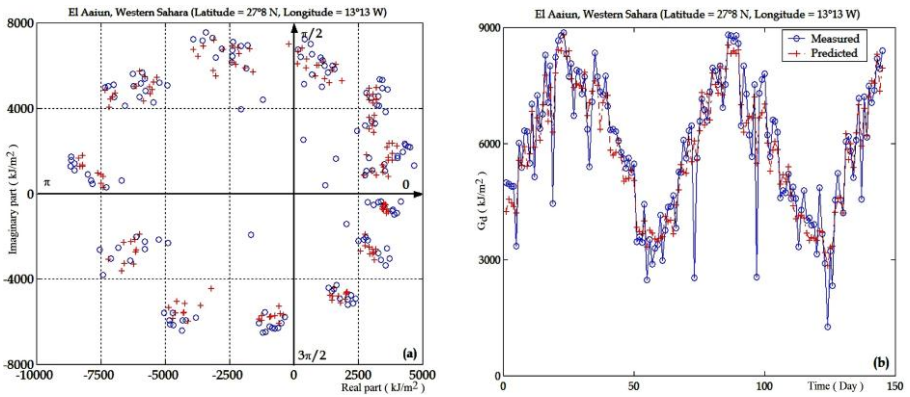 El Aaiun, Western Sahara (Latitude = 27°8 N, Longitude = 13°13 W)
8000
4000
0
-4000
-8000
Imaginary part ( kJ/m²)
π/2
π
0
3π/2
(a)
-10000 -7500 -5000 -2500 0 2500 5000
Real part ( kJ/m²)
El Aaiun, Western Sahara (Latitude = 27°8 N, Longitude = 13°13 W)
9000
6000
3000
0
G_d ( kJ/m²)
Measured
Predicted
(b)
0 50 100 150
Time ( Day )